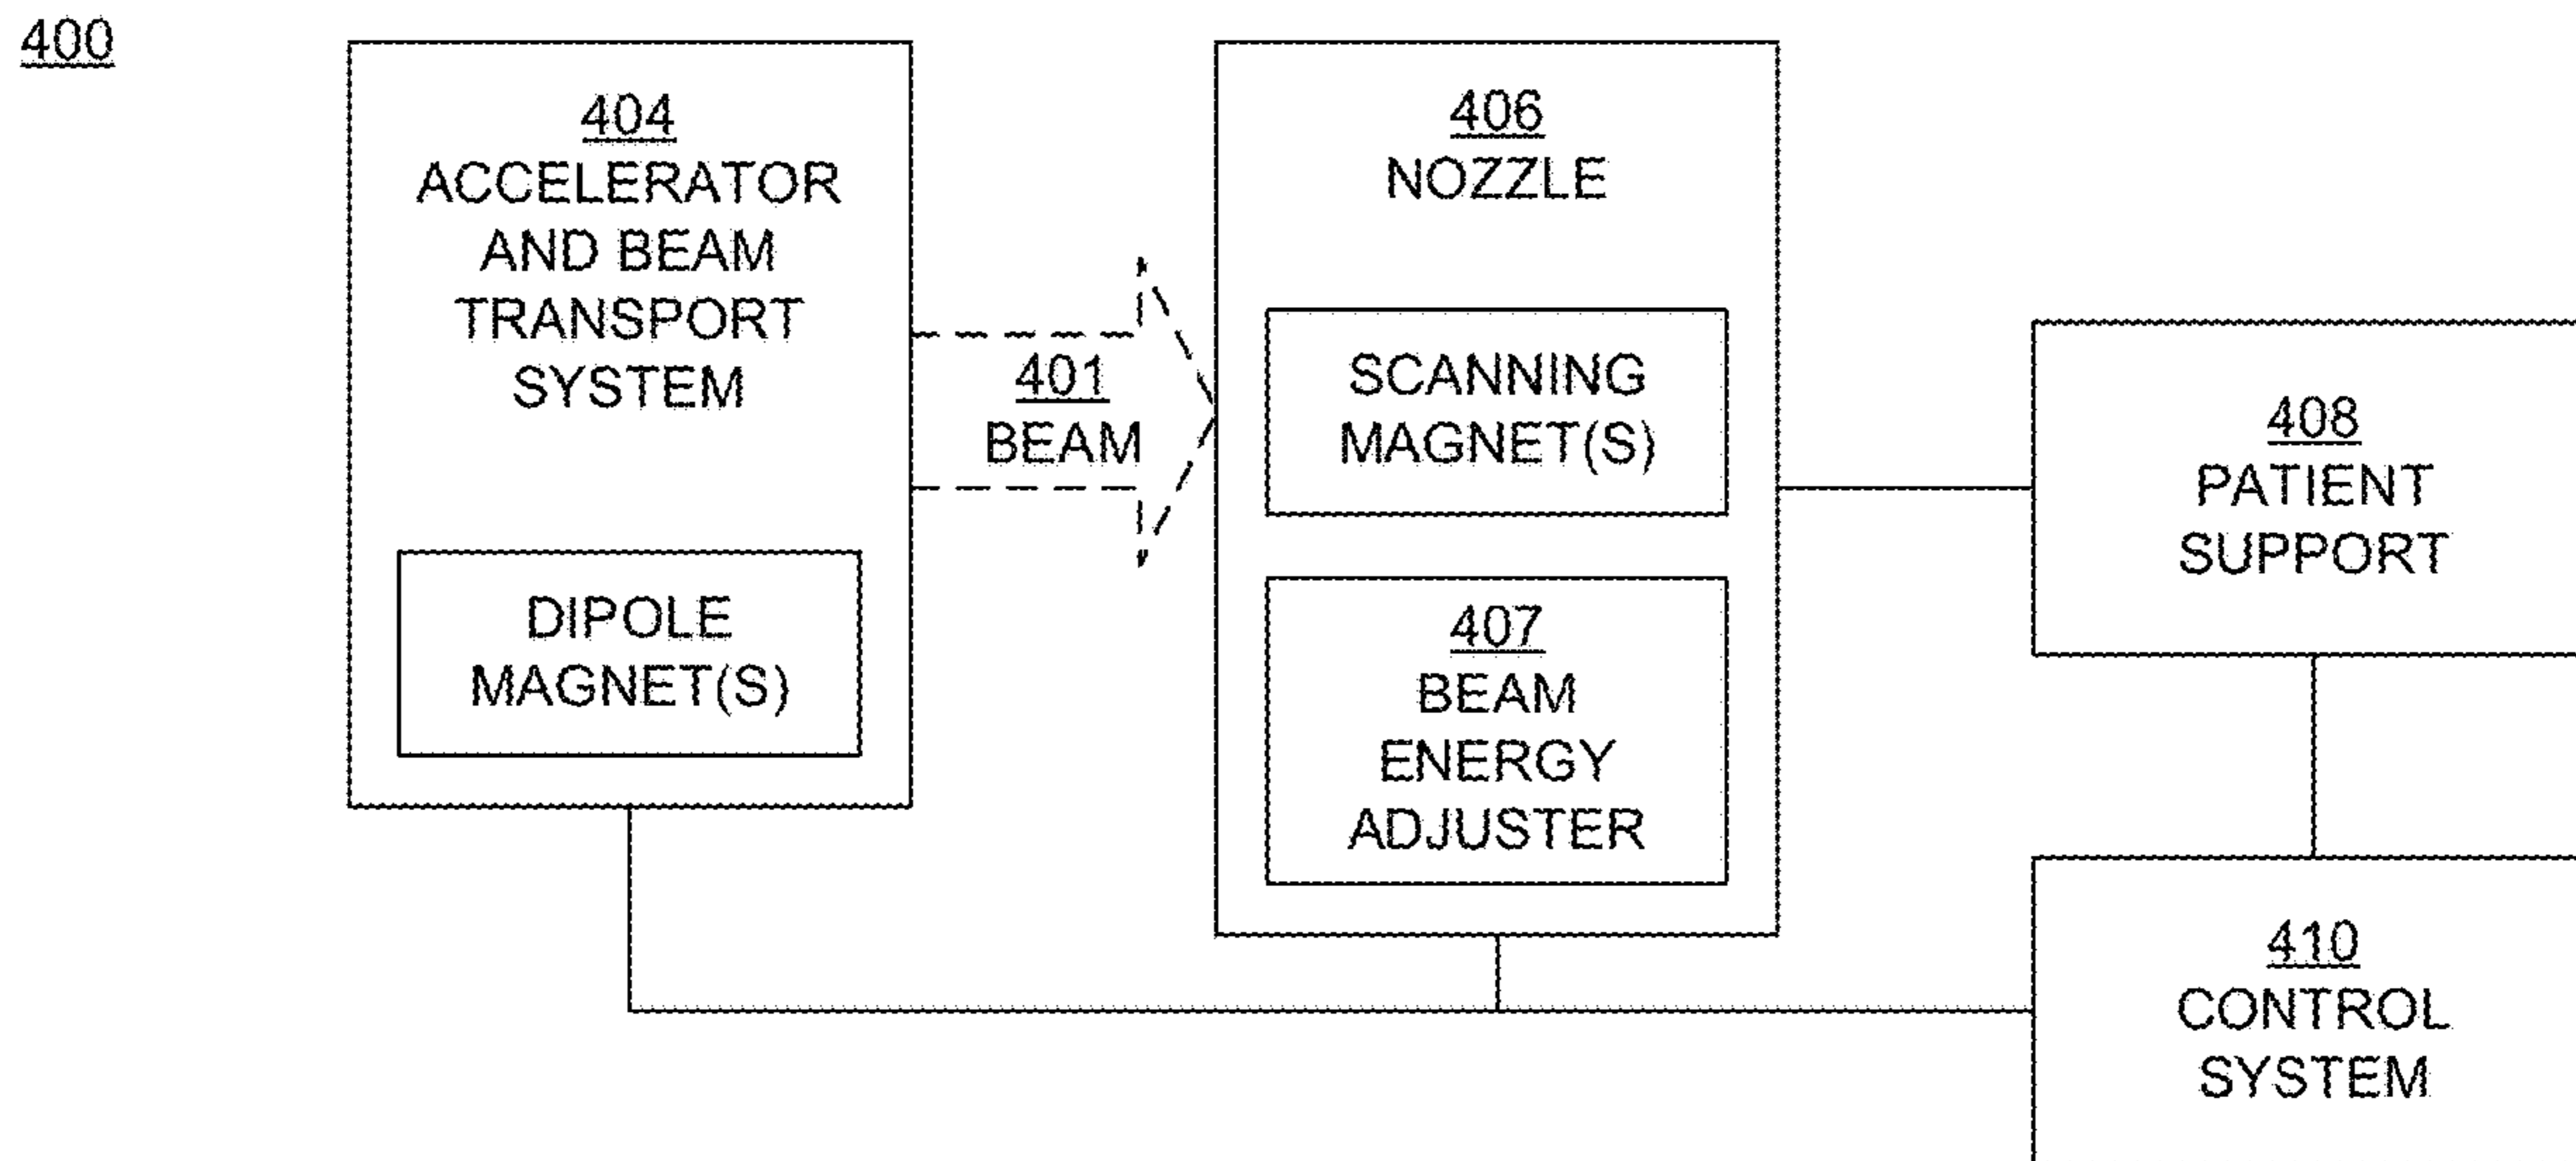 400
404
ACCELERATOR
AND BEAM
TRANSPORT
SYSTEM
DIPOLE
MAGNET(S)
401
BEAM
406
NOZZLE
SCANNING
MAGNET(S)
407
BEAM
ENERGY
ADJUSTER
408
PATIENT
SUPPORT
410
CONTROL
SYSTEM